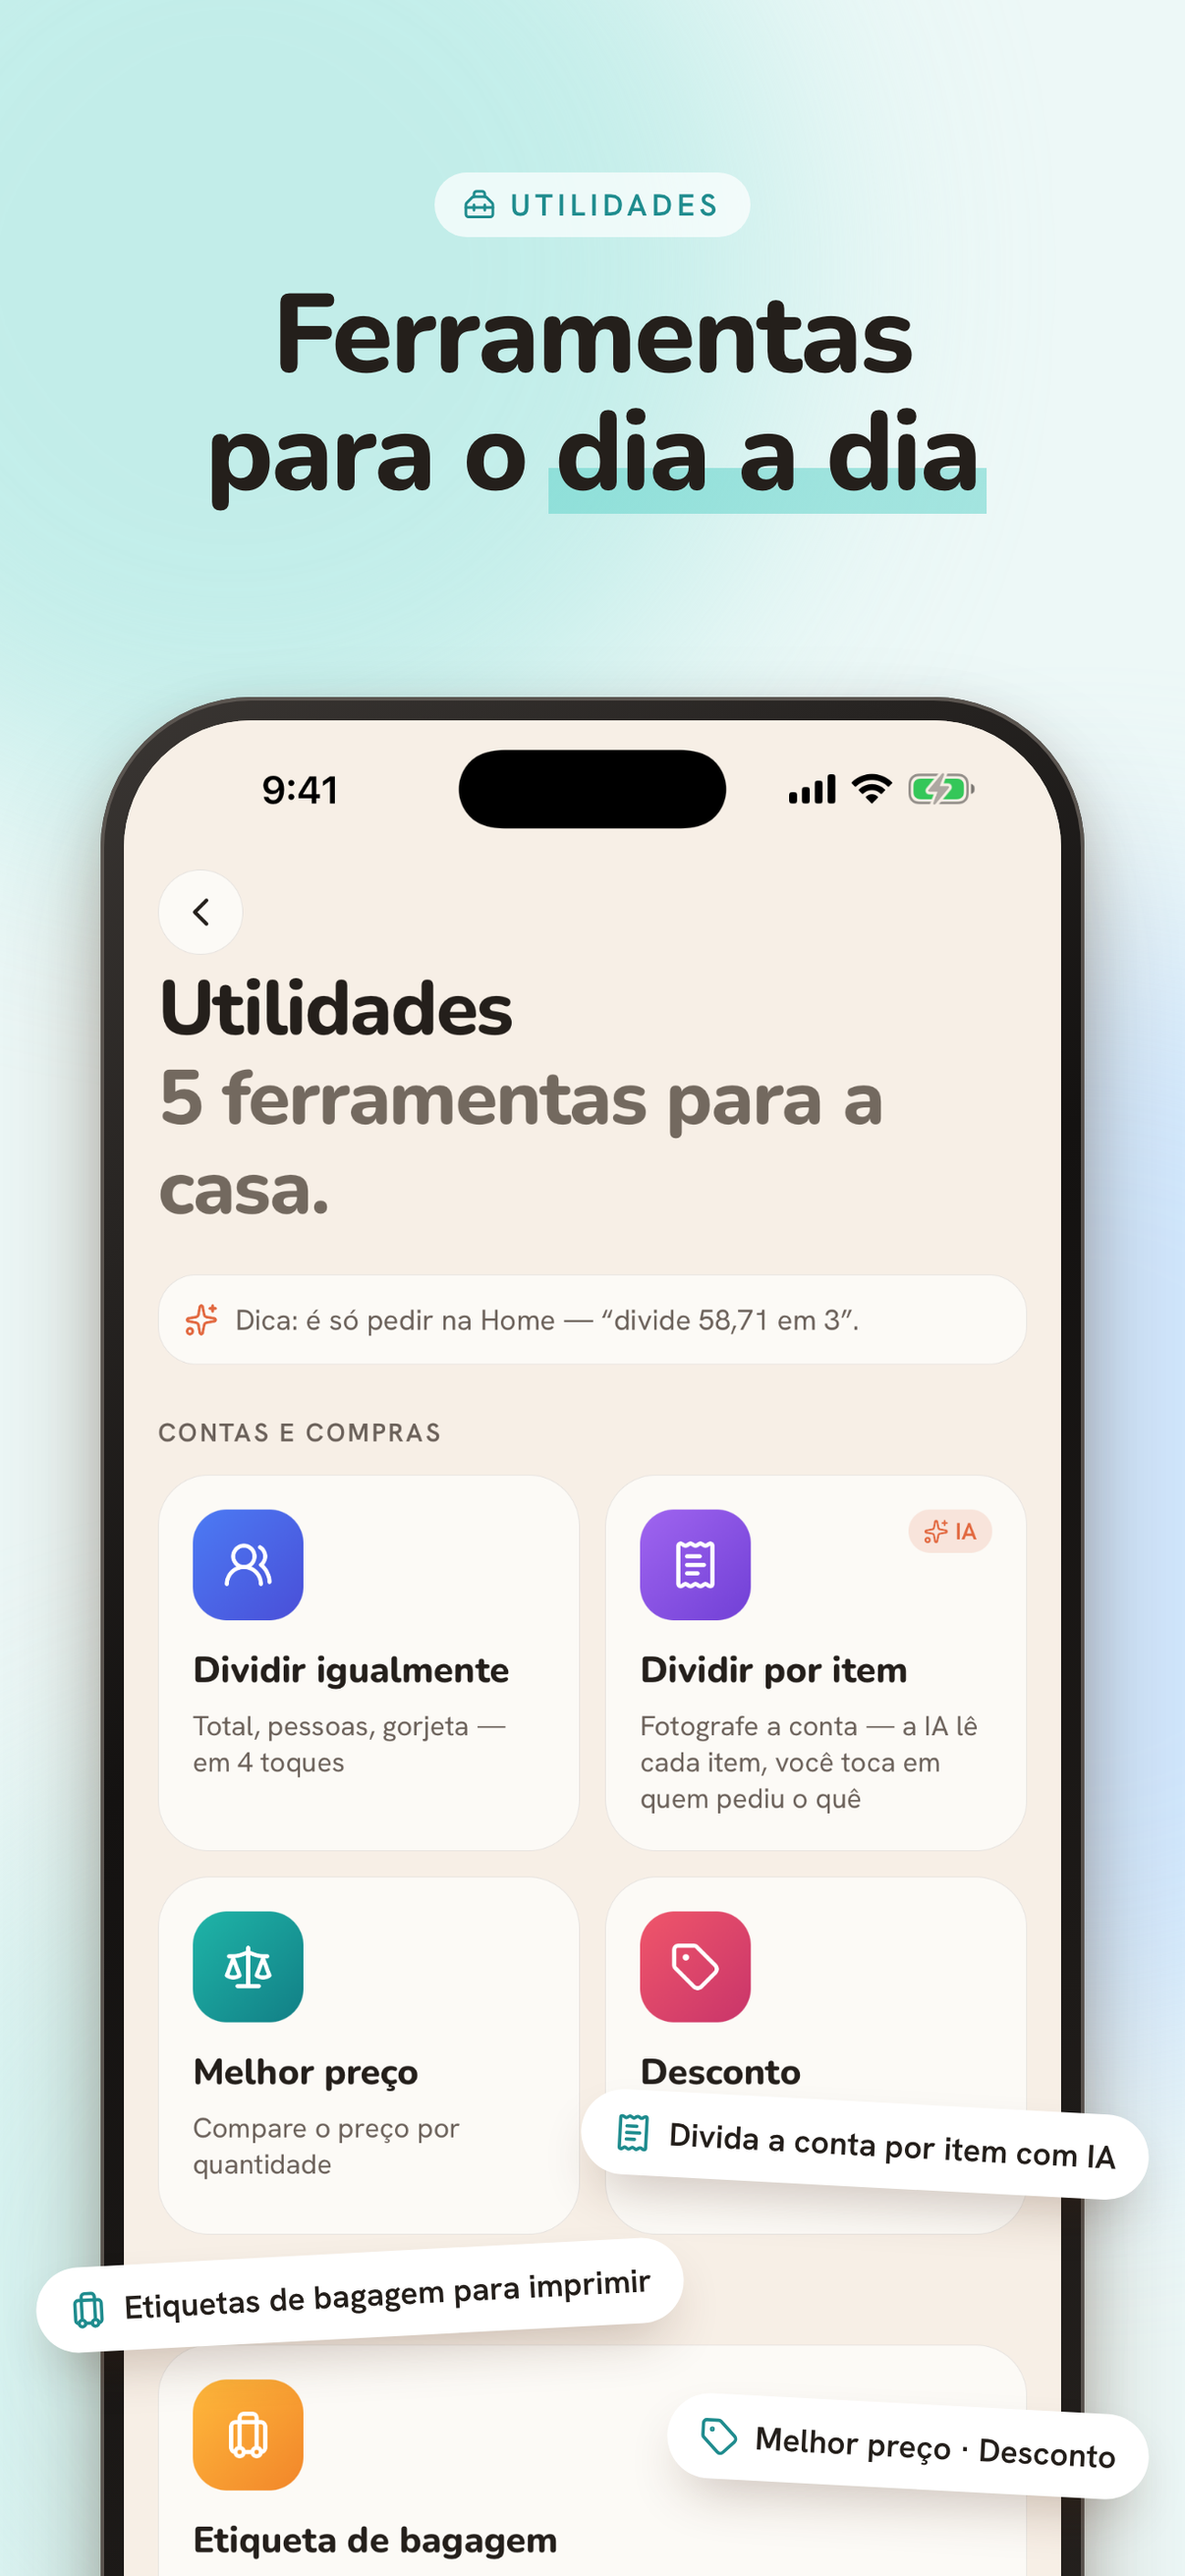 UTILIDADES
Ferramentas
para o dia a dia
9:41
Utilidades
5 ferramentas para a
casa.
Dica: é só pedir na Home — “divide 58,71 em 3”.
CONTAS E COMPRAS
Dividir igualmente
Total, pessoas, gorjeta —
em 4 toques
IA
Dividir por item
Fotografe a conta — a IA lê
cada item, você toca em
quem pediu o quê
Melhor preço
Compare o preço por
quantidade
Desconto
Divida a conta por item com IA
Etiquetas de bagagem para imprimir
Melhor preço · Desconto
Etiqueta de bagagem